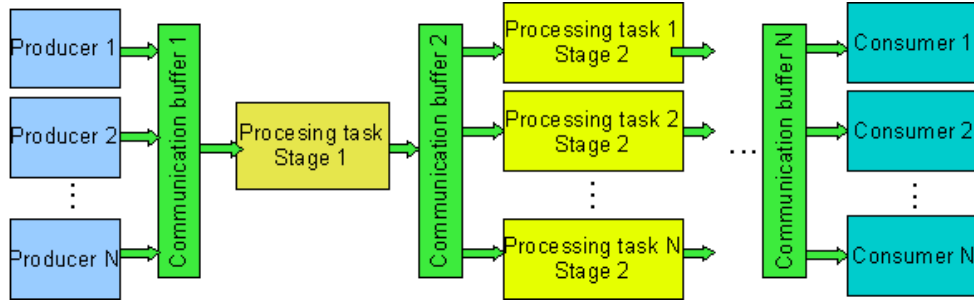 Producer 1
Producer 2
Producer N
Communication buffer 1
Procesing task
Stage 1
Communication buffer 2
Processing task 1
Stage 2
Processing task 2
Stage 2
Processing task N
Stage 2
...
Communication buffer N
Consumer 1
Consumer 2
Consumer N